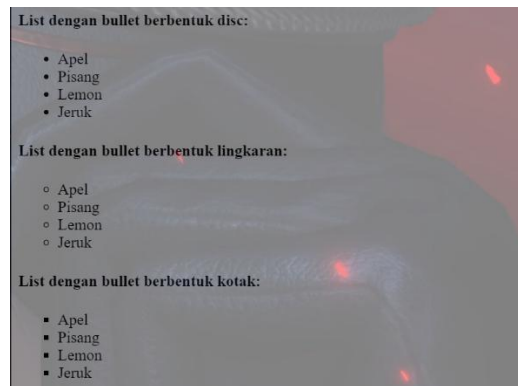 List dengan bullet berbentuk disc:
• Apel
• Pisang
• Lemon
• Jeruk
List dengan bullet berbentuk lingkaran:
◦ Apel
◦ Pisang
◦ Lemon
◦ Jeruk
List dengan bullet berbentuk kotak:
▪ Apel
▪ Pisang
▪ Lemon
▪ Jeruk